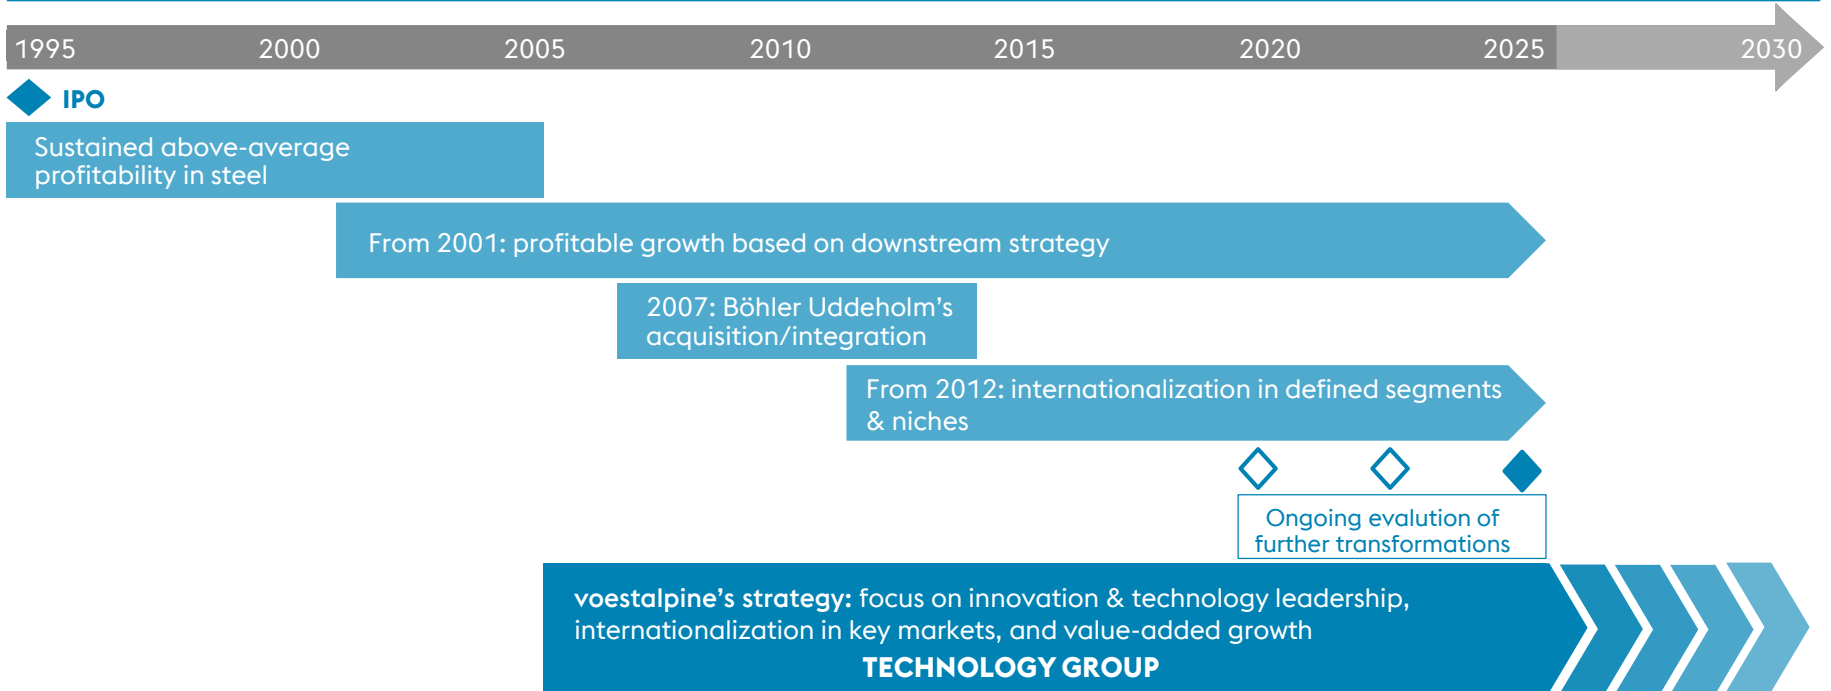 1995 2000 2005 2010 2015 2020 2025 2030
IPO
Sustained above-average
profitability in steel
From 2001: profitable growth based on downstream strategy
2007: Böhler Uddeholm's
acquisition/integration
From 2012: internationalization in defined segments
& niches
Ongoing evalution of
further transformations
voestalpine's strategy: focus on innovation & technology leadership,
internationalization in key markets, and value-added growth
TECHNOLOGY GROUP